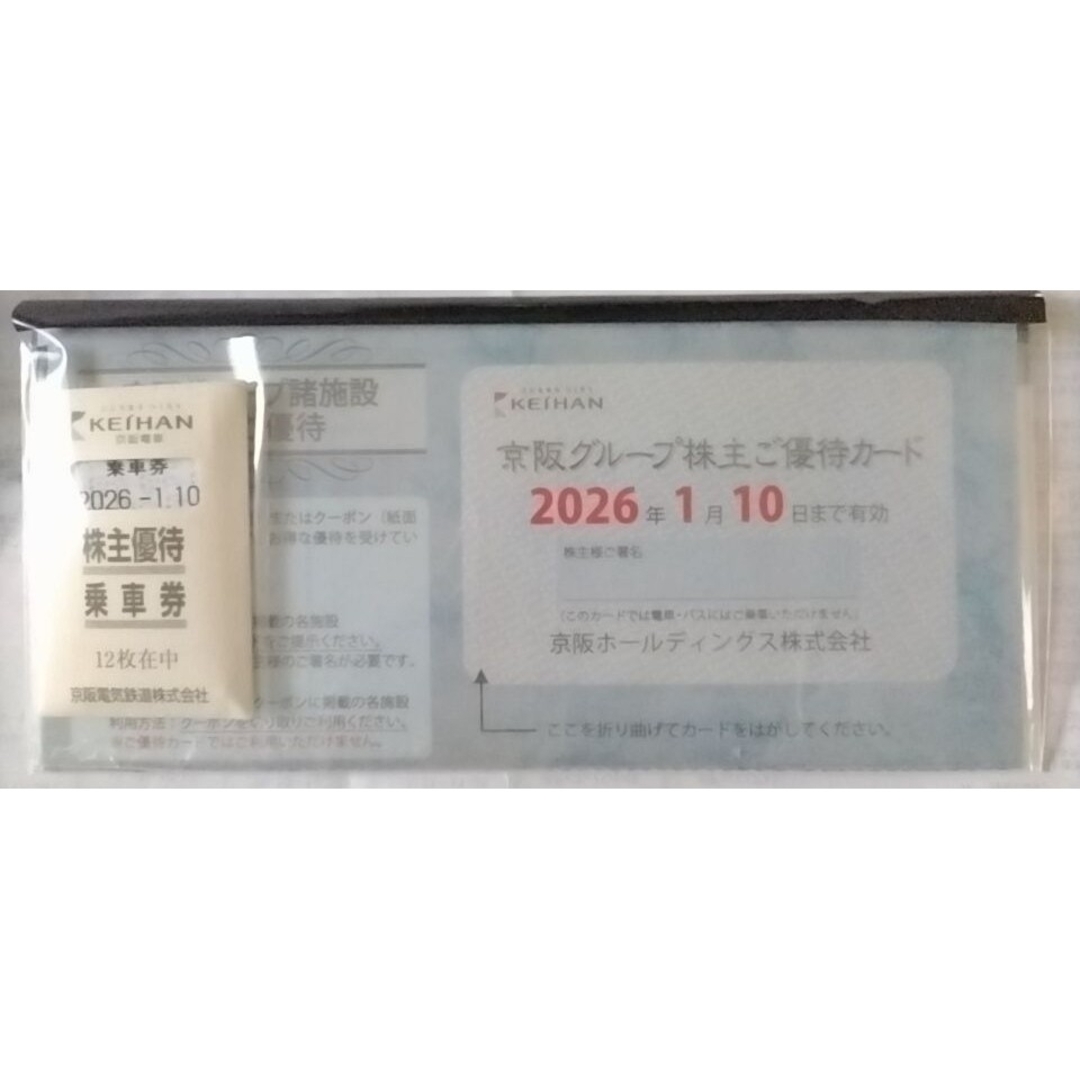 KEIHAN
京阪電車
乗車券
2026.-1.10
株主優待
乗車券
12枚在中
京阪電気鉄道株式会社
プ諸施設
優待
またはクーポン（紙面
お得な優待を受けてい
掲載の名施設
をご提示ください。
様のご署名が必要です。
クーポンに掲載の各施設
利用方法：クーポンを切り取りご利用ください。
※ご優待カードではご利用いただけません。
KEIHAN
京阪グループ株主ご優待カード
2026年1月10日まで有効
株主様ご署名
（このカードでは電車・バスにはご乗車いただけません）
京阪ホールディングス株式会社
ここを折り曲げてカードをはがしてください。